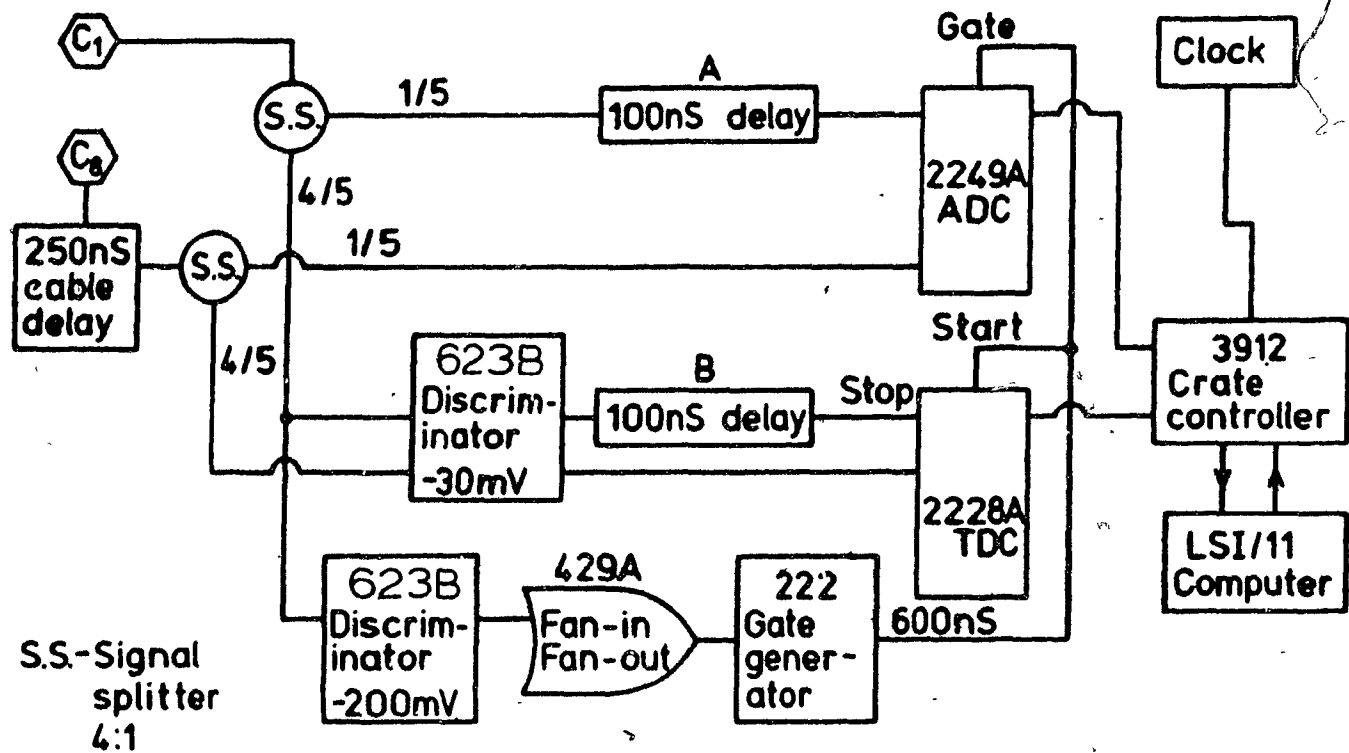 C1
Gate
Clock
A
1/5
S.S.
100nS delay
C8
4/5
2249A
ADC
1/5
250nS
cable
delay
S.S.
Start
4/5
623B
Discrim-
inator
-30mV
B
100nS delay
Stop
3912
Crate
controller
2228A
TDC
LSI/11
Computer
623B
Discrim-
inator
-200mV
429A
Fan-in
Fan-out
222
Gate
gener-
ator
600nS
S.S.-Signal
splitter
4:1